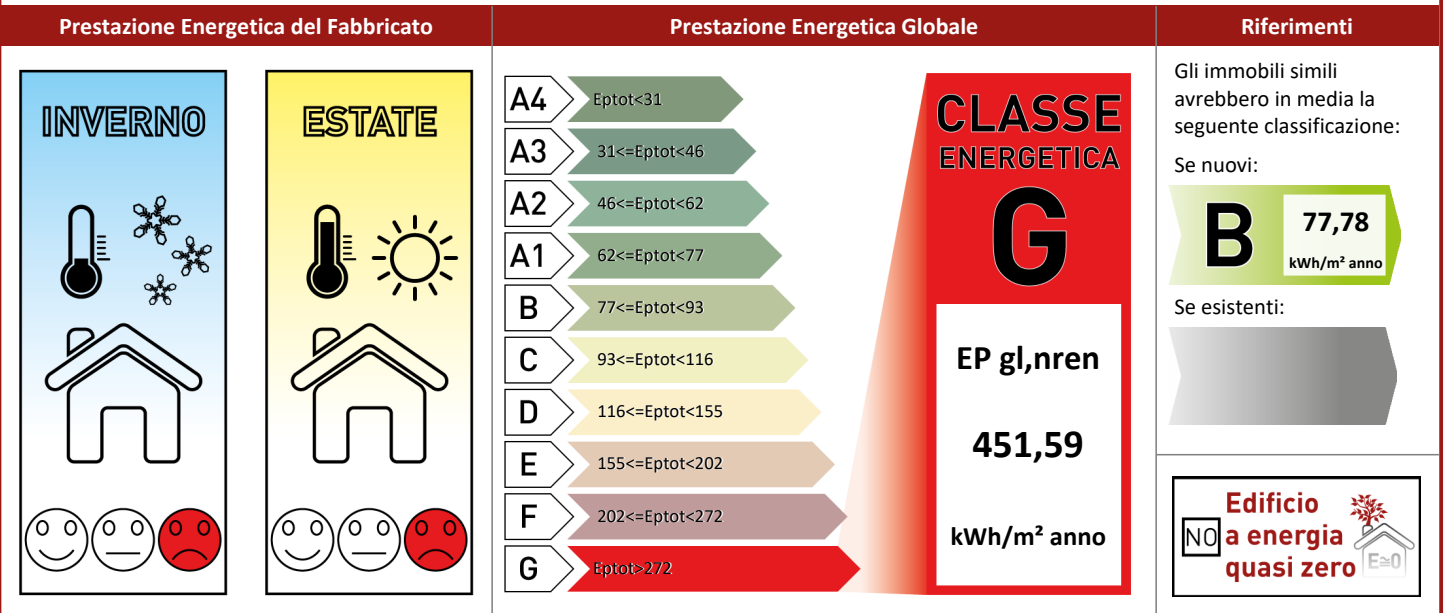 Prestazione Energetica del Fabbricato
Prestazione Energetica Globale
Riferimenti
INVERNO
ESTATE
A4
Eptot<31
A3
31<=Eptot<46
A2
46<=Eptot<62
A1
62<=Eptot<77
B
77<=Eptot<93
C
93<=Eptot<116
D
116<=Eptot<155
E
155<=Eptot<202
F
202<=Eptot<272
G
Eptot>272
CLASSE
ENERGETICA
G
EP gl,nren
451,59
kWh/m² anno
Gli immobili simili
avrebbero in media la
seguente classificazione:
Se nuovi:
B
77,78
kWh/m² anno
Se esistenti:
Edificio
NO a energia
quasi zero
E≃0